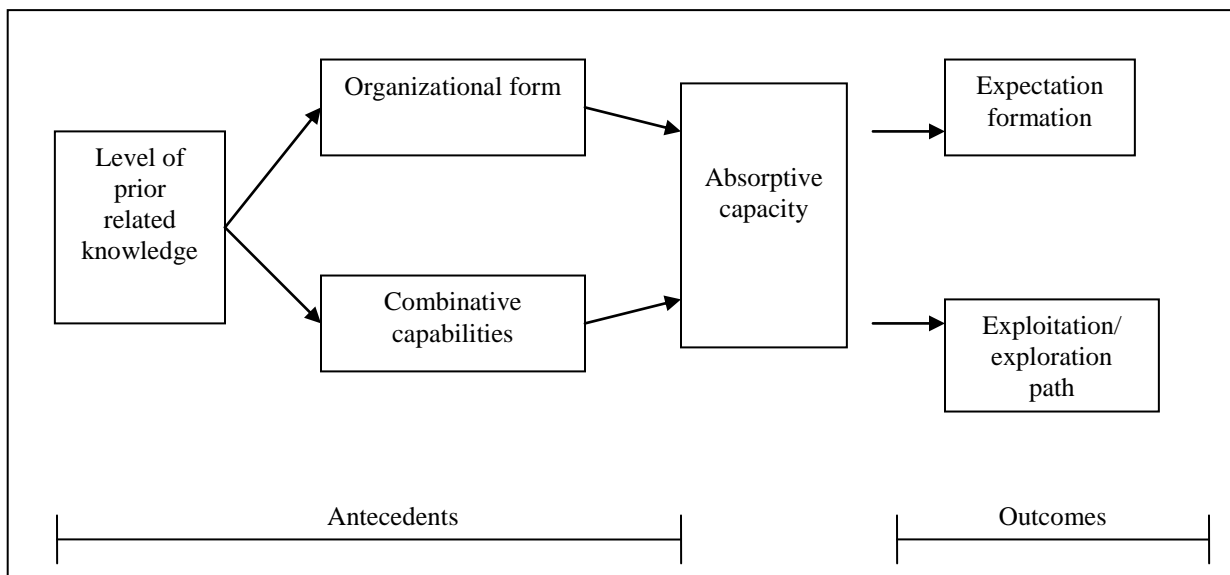 Level of
prior
related
knowledge
Organizational form
Combinative
capabilities
Absorptive
capacity
Expectation
formation
Exploitation/
exploration
path
Antecedents
Outcomes